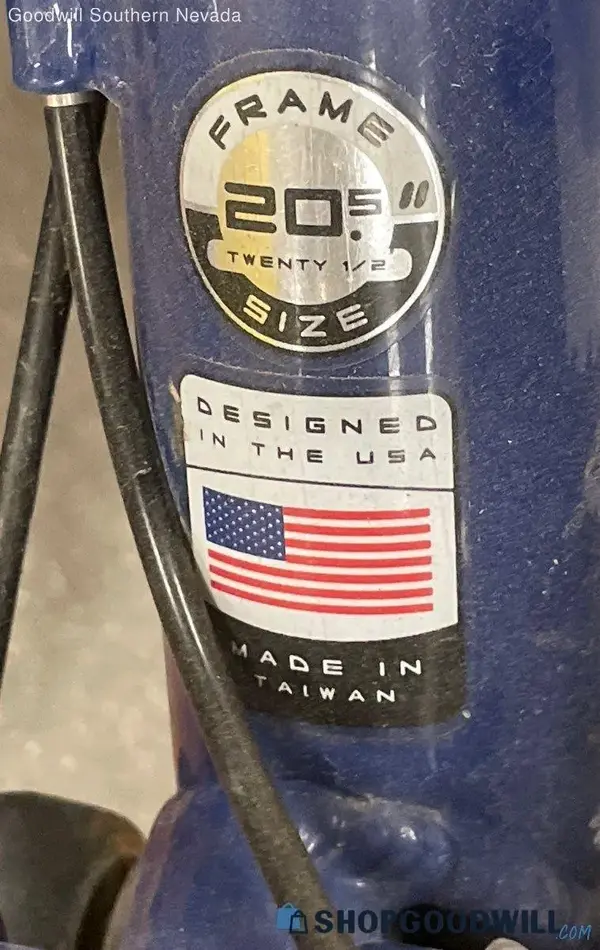 Goodwill Southern Nevada
FRAME
20.5"
TWENTY 1/2
SIZE
DESIGNED
IN THE USA
MADE IN
TAIWAN
SHOPGOODWILL.COM